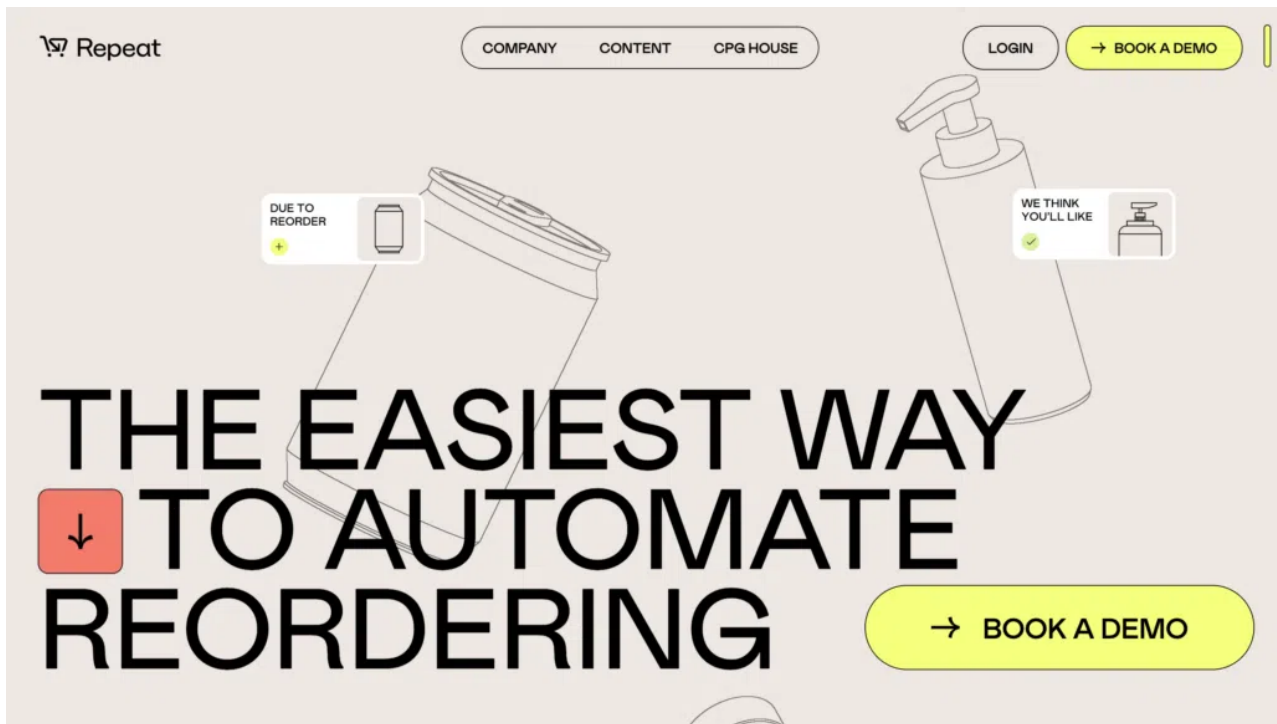 Repeat
COMPANY CONTENT CPG HOUSE
LOGIN
→ BOOK A DEMO
DUE TO
REORDER
WE THINK
YOU'LL LIKE
THE EASIEST WAY
TO AUTOMATE
REORDERING
→ BOOK A DEMO